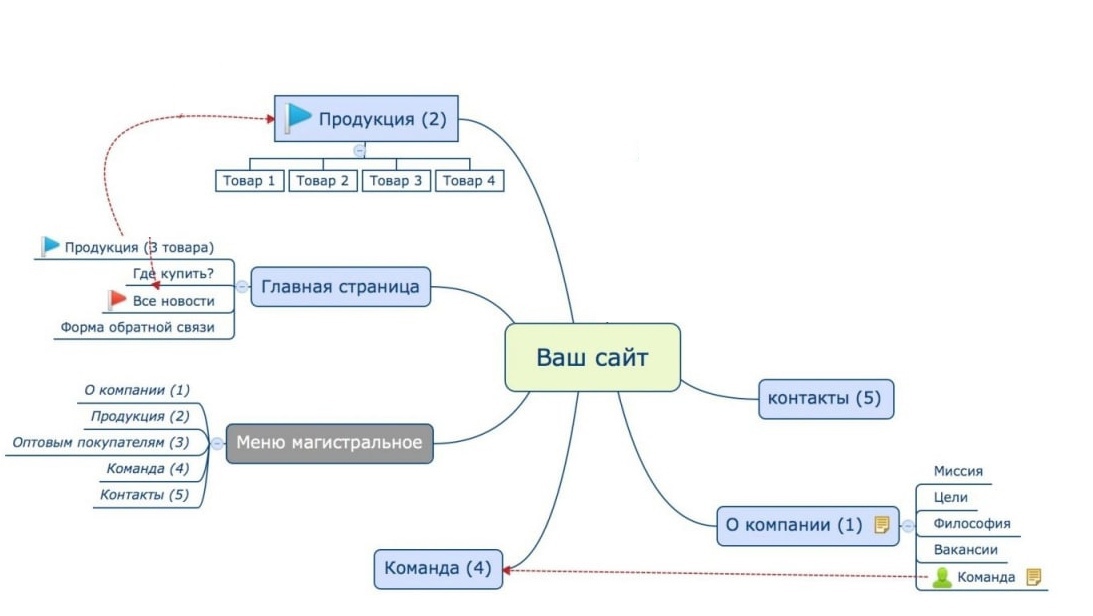 Продукция (2)
Товар 1
Товар 2
Товар 3
Товар 4
Продукция (3 товара)
Где купить?
Все новости
Форма обратной связи
Главная страница
Ваш сайт
контакты (5)
О компании (1)
Продукция (2)
Оптовым покупателям (3)
Команда (4)
Контакты (5)
Меню магистральное
О компании (1)
Миссия
Цели
Философия
Вакансии
Команда
Команда (4)